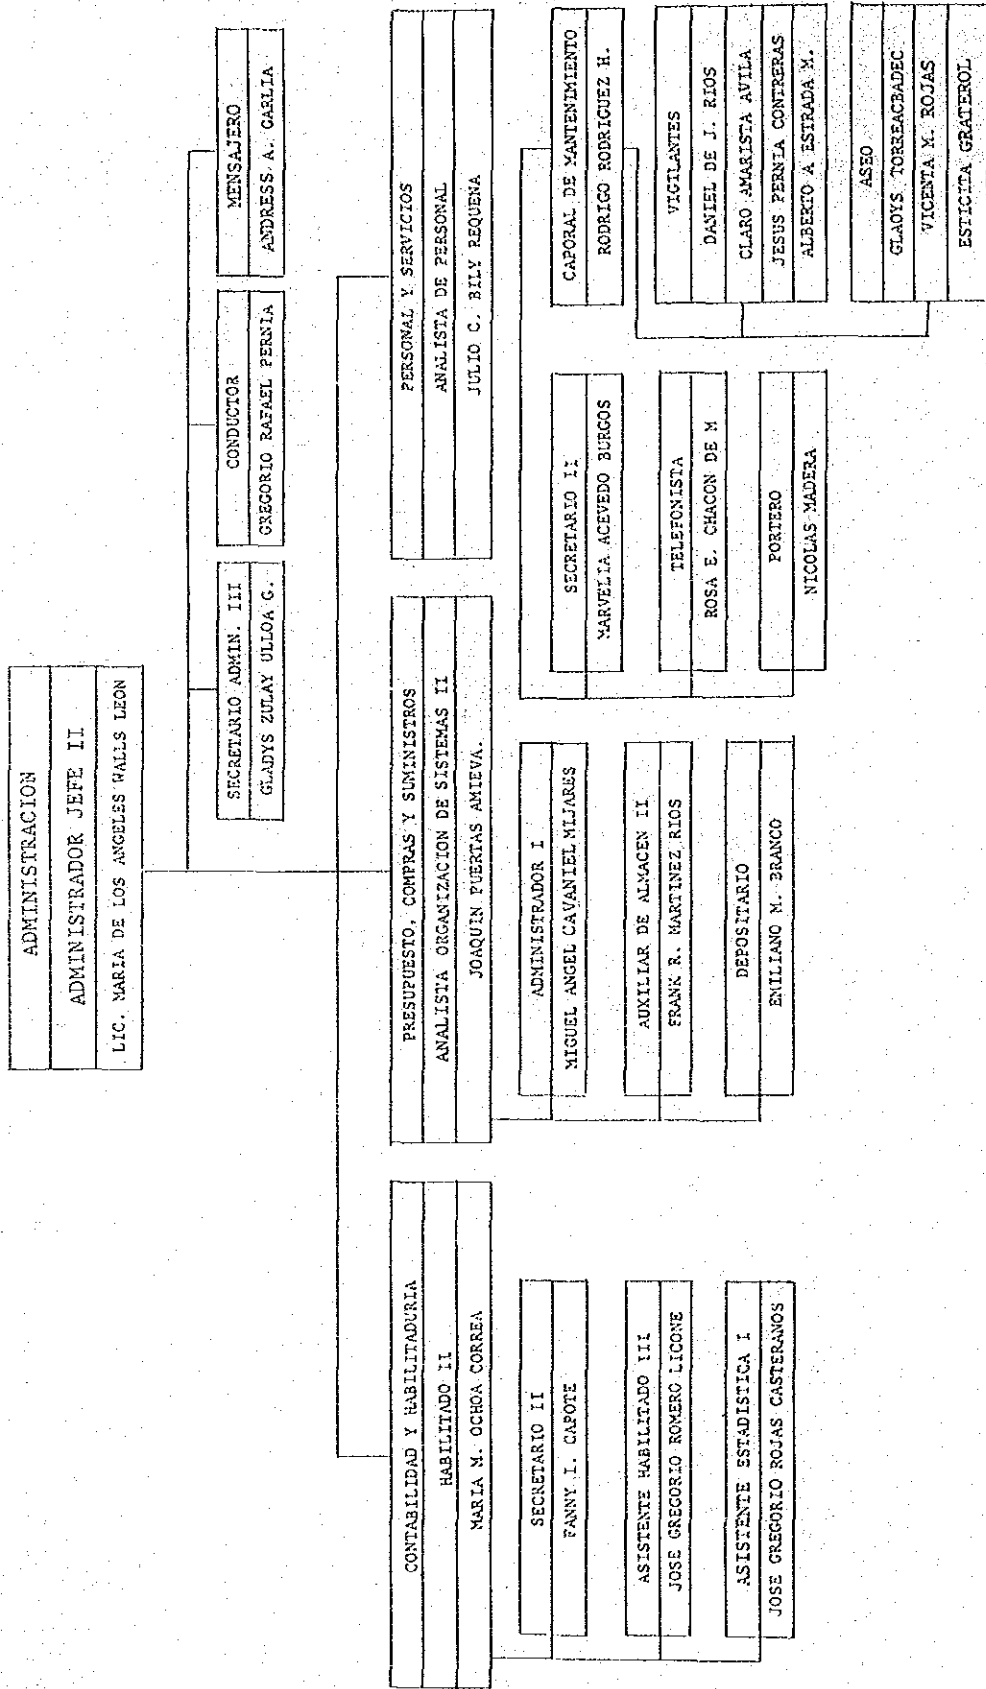 ADMINISTRACION
ADMINISTRADOR JEFE II
LIC. MARIA DE LOS ANGELES WALLS LEON
SECRETARIO ADMIN. III
GLADYS ZULAY ULLOA G.
CONDUCTOR
GREGORIO RAFAEL PERNIA
MENSAJERO
ANDRESS A. CARLIA
CONTABILIDAD Y HABILITADURIA
HABILITADO II
MARIA M. OCHOA CORREA
SECRETARIO II
FANNY I. CAPOTE
ASISTENTE HABILITADO III
JOSE GREGORIO ROMERO LICONE
ASISTENTE ESTADISTICA I
JOSE GREGORIO ROJAS CASTERANOS
PRESUPUESTO, COMPRAS Y SUMINISTROS
ANALISTA ORGANIZACION DE SISTEMAS II
JOAQUIN PUERTAS AMIEVA.
ADMINISTRADOR I
MIGUEL ANGEL CAVANIEL MIJARES
AUXILIAR DE ALMACEN II
FRANK R. MARTINEZ RIOS
DEPOSITARIO
EMILIANO M. BRANCO
PERSONAL Y SERVICIOS
ANALISTA DE PERSONAL
JULIO C. BILY REQUENA
SECRETARIO II
MARVELIA ACEVEDO BURGOS
TELEFONISTA
ROSA E. CHACON DE M
PORTERO
NICOLAS MADERA
CAPORAL DE MANTENIMIENTO
RODRIGO RODRIGUEZ H.
VIGILANTES
DANIEL DE J. RIOS
CLARO AMARISTA AVILA
JESUS PERNIA CONTRERAS
ALBERTO A ESTRADA M.
ASEO
GLAOYS TORREACBADEC
VICENTA M. ROJAS
ESTICITA GRATEROL